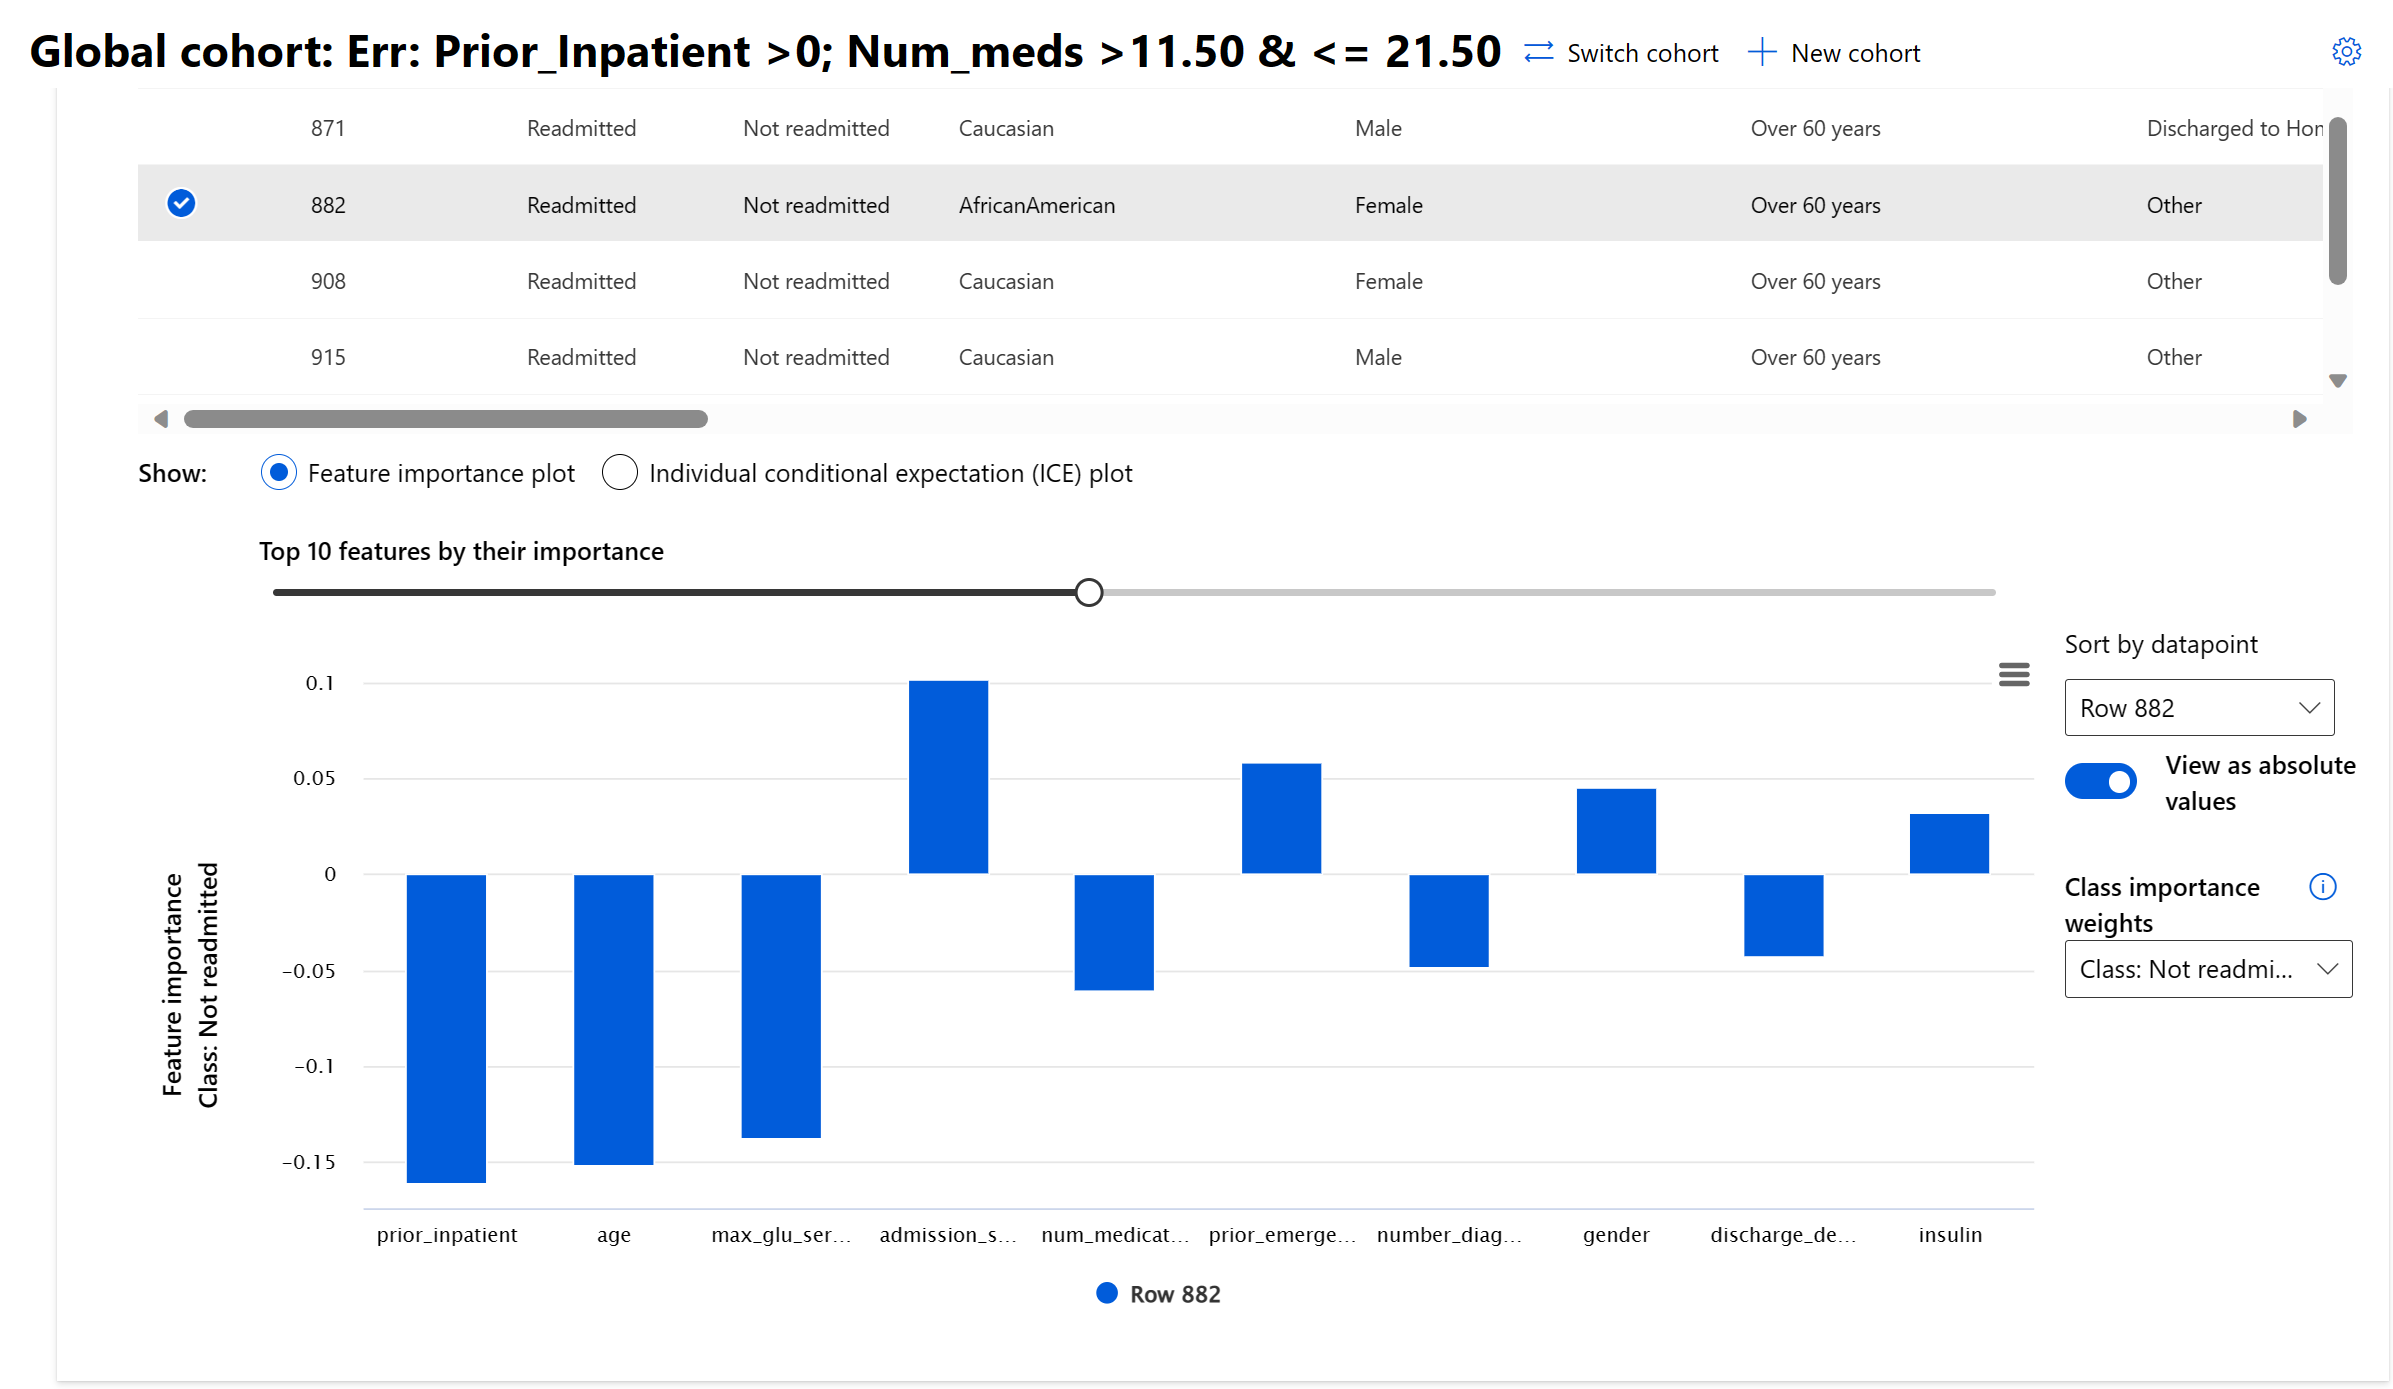 Global cohort: Err: Prior_Inpatient >0; Num_meds >11.50 & <= 21.50 Switch cohort New cohort
871 Readmitted Not readmitted Caucasian Male Over 60 years Discharged to Hom
882 Readmitted Not readmitted AfricanAmerican Female Over 60 years Other
908 Readmitted Not readmitted Caucasian Female Over 60 years Other
915 Readmitted Not readmitted Caucasian Male Over 60 years Other
Show: Feature importance plot Individual conditional expectation (ICE) plot
Top 10 features by their importance
Sort by datapoint
Row 882
View as absolute
values
Class importance
weights
Class: Not readmi...
Feature importance
Class: Not readmitted
0.1
0.05
0
-0.05
-0.1
-0.15
prior_inpatient age max_glu_ser... admission_s... num_medicat... prior_emerge... number_diag... gender discharge_de... insulin
Row 882